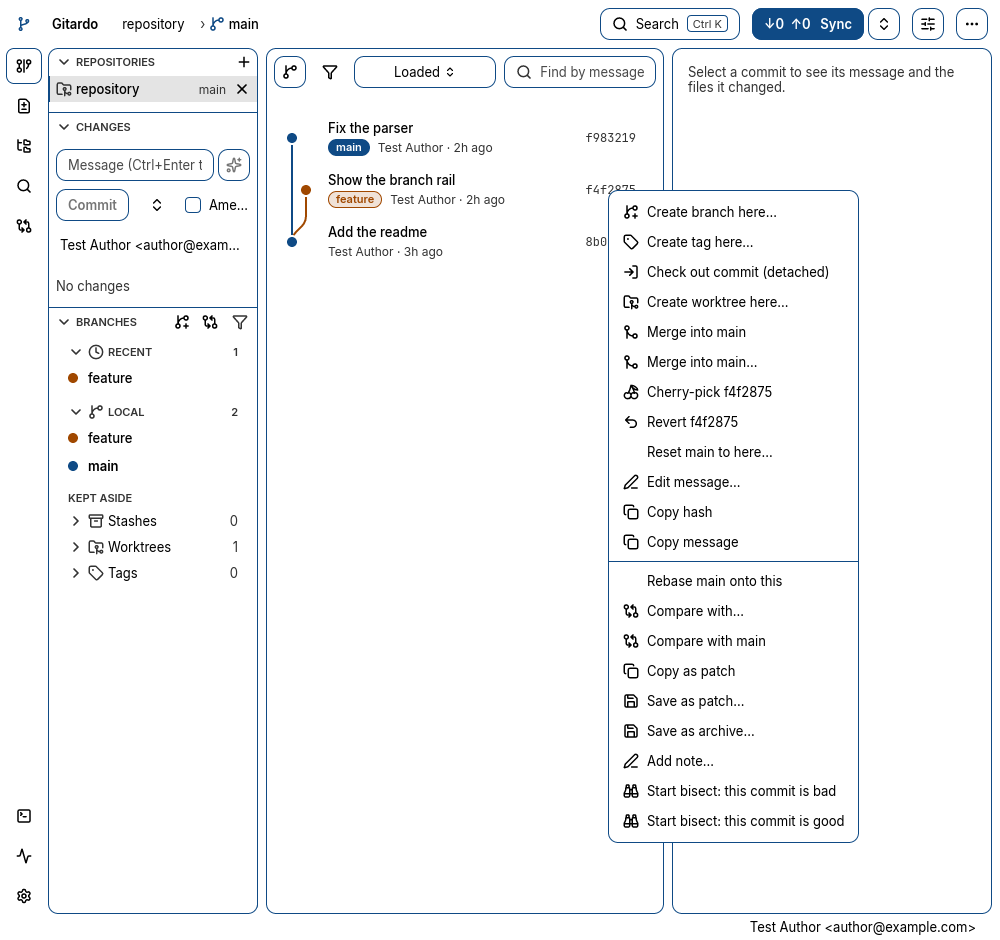 Gitardo repository › main Search Ctrl K ↓0 ↑0 Sync
REPOSITORIES
repository main
CHANGES
Message (Ctrl+Enter t
Commit Ame...
Test Author <author@exam...
No changes
BRANCHES
RECENT 1
feature
LOCAL 2
feature
main
KEPT ASIDE
Stashes 0
Worktrees 1
Tags 0
Loaded Find by message
Fix the parser
main Test Author · 2h ago f983219
Show the branch rail
feature Test Author · 2h ago f4f2875
Add the readme
Test Author · 3h ago 8b0
Select a commit to see its message and the
files it changed.
Create branch here...
Create tag here...
Check out commit (detached)
Create worktree here...
Merge into main
Merge into main...
Cherry-pick f4f2875
Revert f4f2875
Reset main to here...
Edit message...
Copy hash
Copy message
Rebase main onto this
Compare with...
Compare with main
Copy as patch
Save as patch...
Save as archive...
Add note...
Start bisect: this commit is bad
Start bisect: this commit is good
Test Author <author@example.com>